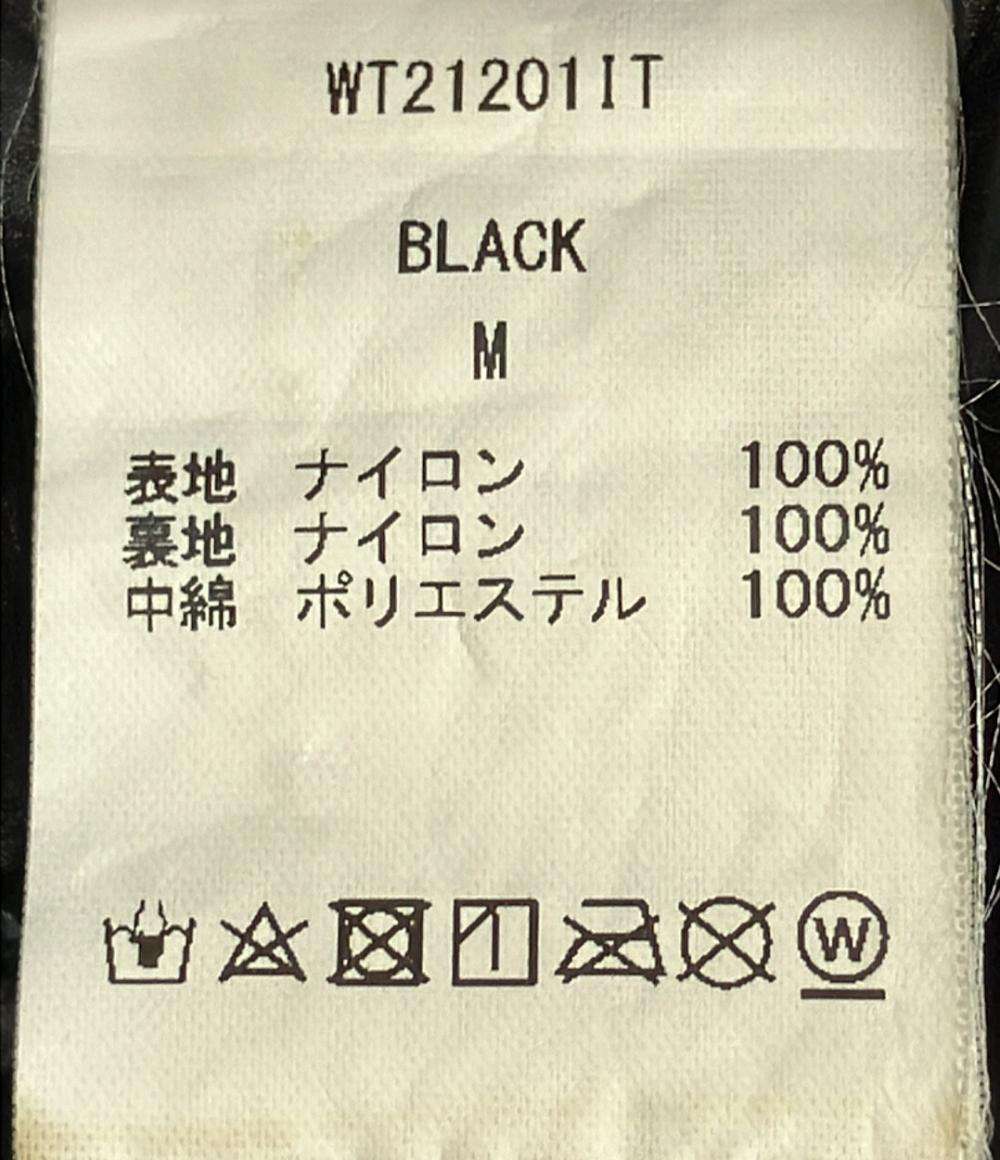 WT21201IT
BLACK
M
表地 ナイロン 100%
裏地 ナイロン 100%
中綿 ポリエステル 100%
W